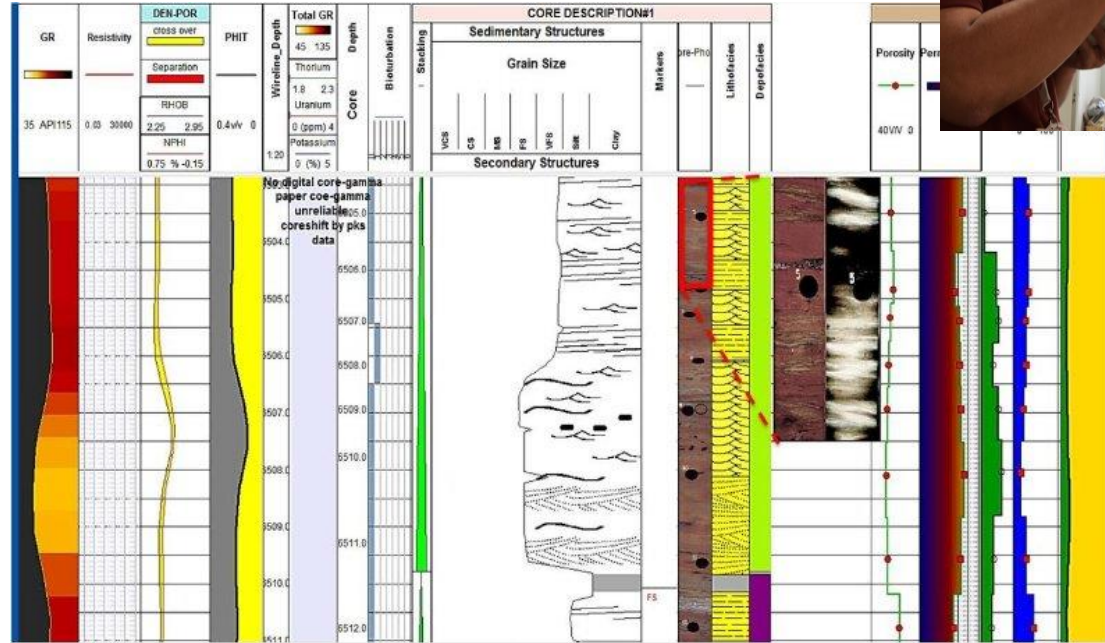 CORE DESCRIPTION#1
GR
35 API115
Resistivity
0.03 30000
DEN-POR
cross over
Separation
RHOB
2.25 2.95
NPHI
0.75 % -0.15
PHIT
0.4v/v 0
Wireline_Depth
1:20
Total GR
45 135
Thorium
1.8 2.3
Uranium
0 (ppm) 4
Potassium
0 (%) 5
Depth
Core
Bioturbation
Stacking
Sedimentary Structures
Grain Size
VCS
CS
MS
FS
VFS
Silt
Clay
Secondary Structures
Markers
ore-Pho
Lithofacies
Depofacies
Porosity
40V/V 0
No digital core-gamma
paper coe-gamma
unreliable
coreshift by pks
data
6504.0
6505.0
6506.0
6507.0
6508.0
6509.0
6510.0
6511.0
6505.0
6506.0
6507.0
6508.0
6509.0
6510.0
6511.0
6512.0
FS
5
5